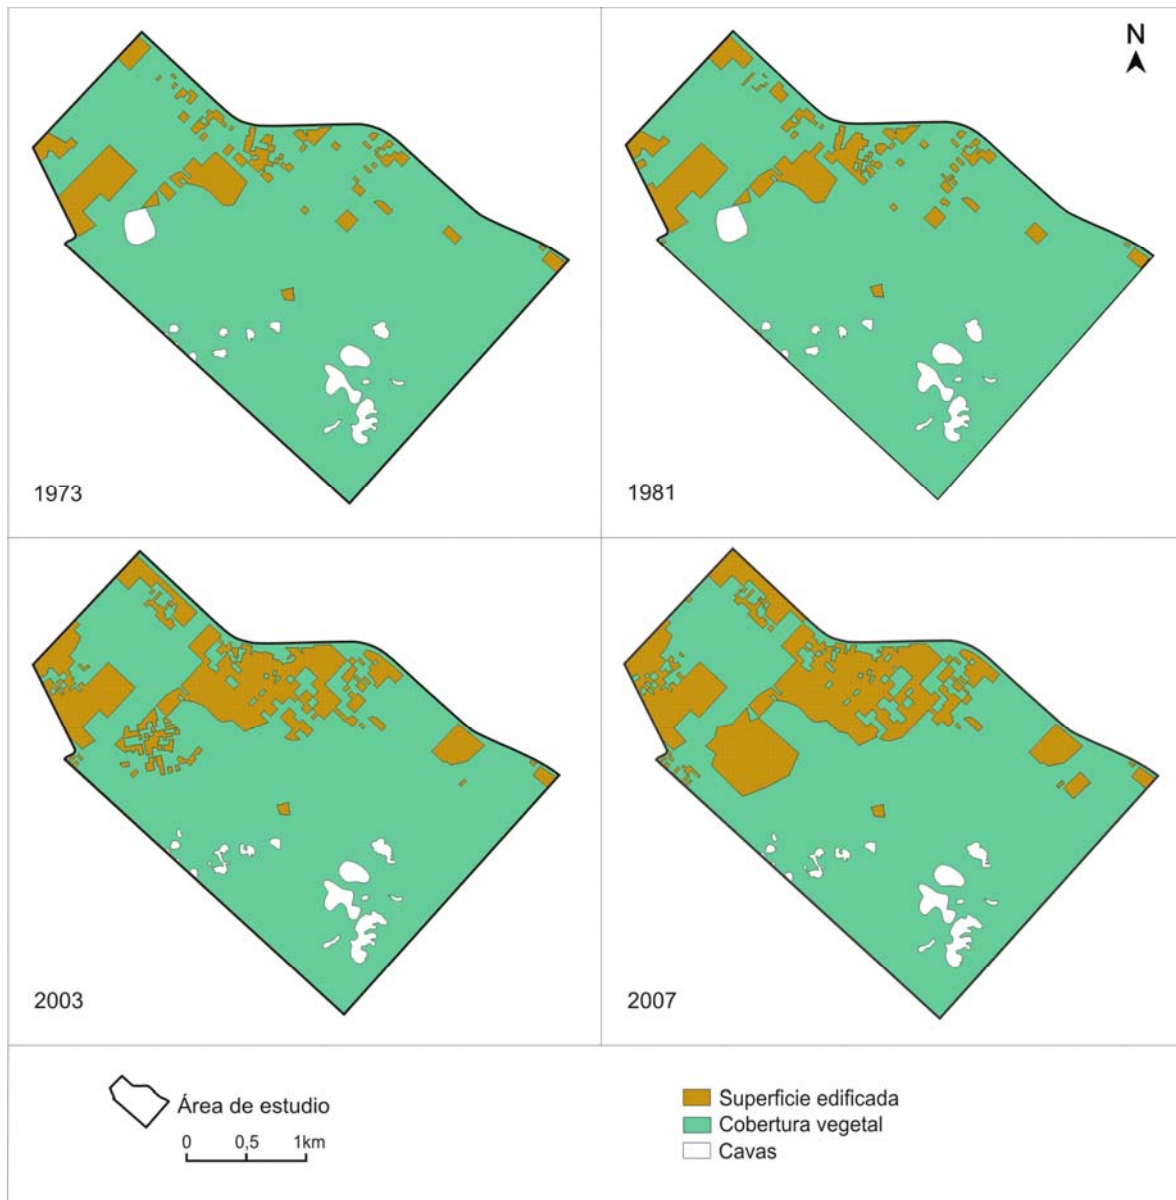 N
1973
1981
2003
2007
Área de estudio
0 0,5 1km
Superficie edificada
Cobertura vegetal
Cavas